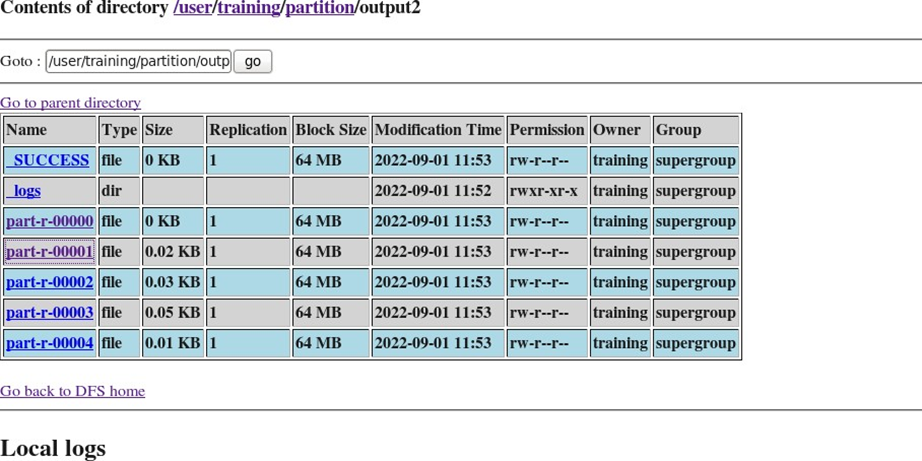 Contents of directory /user/training/partition/output2
Goto : /user/training/partition/outp go
Go to parent directory
Name Type Size Replication Block Size Modification Time Permission Owner Group
_SUCCESS file 0 KB 1 64 MB 2022-09-01 11:53 rw-r--r-- training supergroup
_logs dir 2022-09-01 11:52 rwxr-xr-x training supergroup
part-r-00000 file 0 KB 1 64 MB 2022-09-01 11:53 rw-r--r-- training supergroup
part-r-00001 file 0.02 KB 1 64 MB 2022-09-01 11:53 rw-r--r-- training supergroup
part-r-00002 file 0.03 KB 1 64 MB 2022-09-01 11:53 rw-r--r-- training supergroup
part-r-00003 file 0.05 KB 1 64 MB 2022-09-01 11:53 rw-r--r-- training supergroup
part-r-00004 file 0.01 KB 1 64 MB 2022-09-01 11:53 rw-r--r-- training supergroup
Go back to DFS home
Local logs